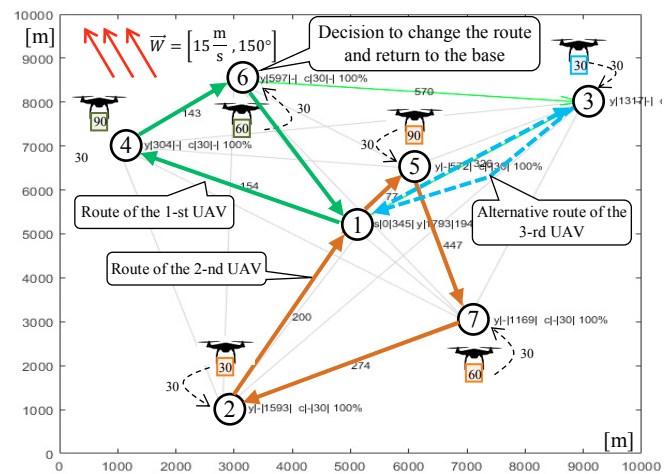 [m]
10000
9000
8000
7000
6000
5000
4000
3000
2000
1000
0
W = [15 m/s , 150°]
Decision to change the route
and return to the base
6
y|597|-| c|30|-| 100%
570
30
30
3
y|1317|-| c
143
90
60
30
90
4
y|304|-| c|30|-| 100%
30
30
5
y|-|572| c|-|30| 100%
154
77
Route of the 1-st UAV
Alternative route of the
3-rd UAV
1
s|0|345| y|1793|194
447
Route of the 2-nd UAV
200
7
y|-|1169| c|-|30| 100%
30
274
60
30
30
2
y|-|1593| c|-|30| 100%
[m]
0 1000 2000 3000 4000 5000 6000 7000 8000 9000 10000